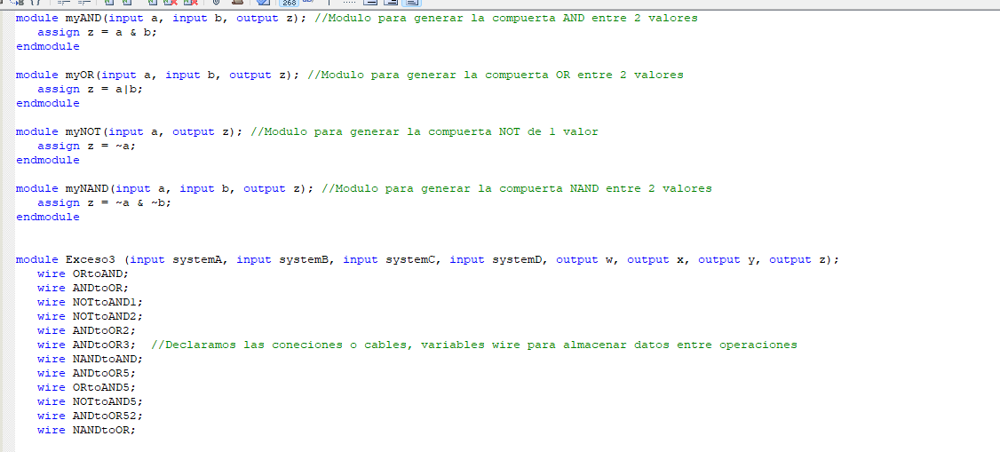 268
module myAND(input a, input b, output z); //Modulo para generar la compuerta AND entre 2 valores
assign z = a & b;
endmodule
module myOR(input a, input b, output z); //Modulo para generar la compuerta OR entre 2 valores
assign z = a|b;
endmodule
module myNOT(input a, output z); //Modulo para generar la compuerta NOT de 1 valor
assign z = ~a;
endmodule
module myNAND(input a, input b, output z); //Modulo para generar la compuerta NAND entre 2 valores
assign z = ~a & ~b;
endmodule
module Exceso3 (input systemA, input systemB, input systemC, input systemD, output w, output x, output y, output z);
wire ORtoAND;
wire ANDtoOR;
wire NOTtoAND1;
wire NOTtoAND2;
wire ANDtoOR2;
wire ANDtoOR3; //Declaramos las coneciones o cables, variables wire para almacenar datos entre operaciones
wire NANDtoAND;
wire ANDtoOR5;
wire ORtoAND5;
wire NOTtoAND5;
wire ANDtoOR52;
wire NANDtoOR;